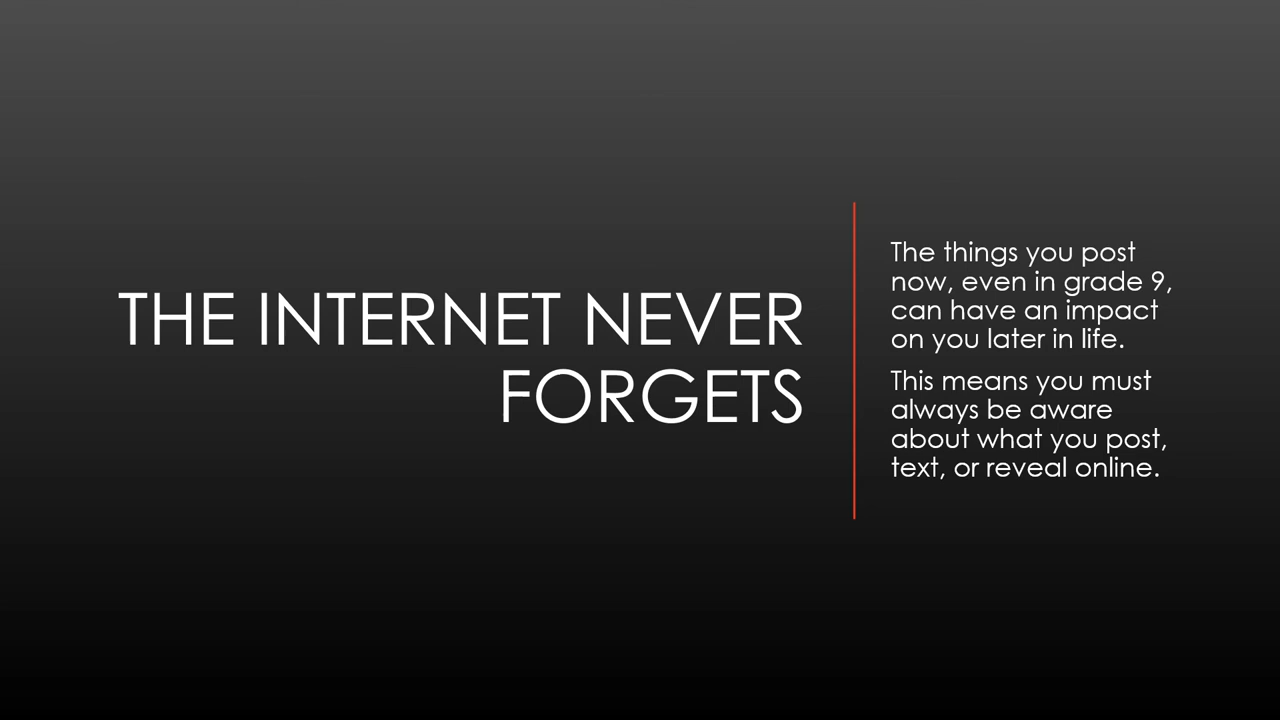 THE INTERNET NEVER
FORGETS
The things you post
now, even in grade 9,
can have an impact
on you later in life.
This means you must
always be aware
about what you post,
text, or reveal online.